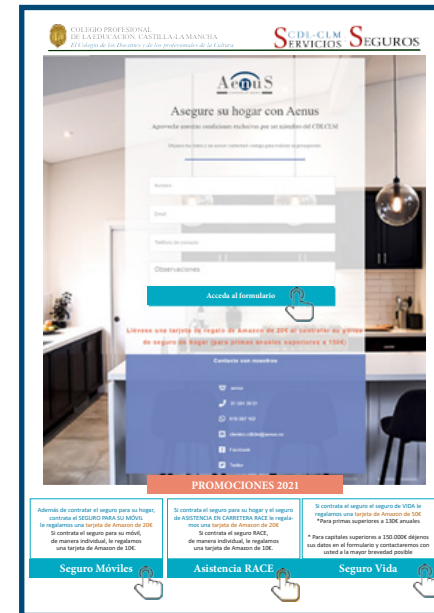 COLEGIO PROFESIONAL
DE LA EDUCACIÓN. CASTILLA-LA MANCHA
El Colegio de los Docentes y de los profesionales de la Cultura
CDL-CLM
SERVICIOS SEGUROS
AenuS
Asegure su hogar con Aenus
Aproveche nuestras condiciones exclusivas por ser miembro del CDLCLM
Nombre
Email
Teléfono de contacto
Observaciones
Acceda al formulario
Llévese una tarjeta de regalo de Amazon de 20€ al contratar su póliza
de seguro de hogar (para primas anuales superiores a 150€)
Contacte con nosotros
aenus
Facebook
Twitter
PROMOCIONES 2021
Además de contratar el seguro para su hogar,
contrata el SEGURO PARA SU MÓVIL
le regalamos una tarjeta de Amazon de 20€
Si contrata el seguro para su móvil,
de manera individual, le regalamos
una tarjeta de Amazon de 10€.
Seguro Móviles
Si contrata el seguro para su hogar y el seguro
de ASISTENCIA EN CARRETERA RACE le regala-
mos una tarjeta de Amazon de 20€
Si contrata el seguro RACE,
de manera individual, le regalamos
una tarjeta de Amazon de 10€.
Asistencia RACE
Si contrata el seguro el seguro de VIDA le
regalamos una tarjeta de Amazon de 50€
*Para primas superiores a 130€ anuales
* Para capitales superiores a 150.000€ déjenos
sus datos en el formulario y contactaremos con
usted a la mayor brevedad posible
Seguro Vida